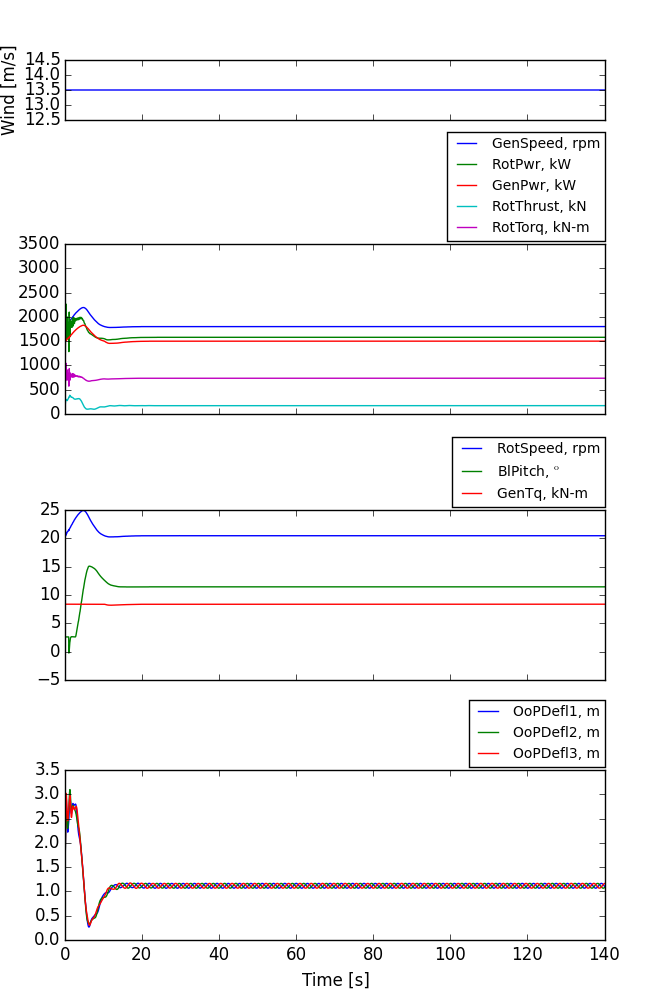 Wind [m/s]
14.5
14.0
13.5
13.0
12.5
GenSpeed, rpm
RotPwr, kW
GenPwr, kW
RotThrust, kN
RotTorq, kN-m
3500
3000
2500
2000
1500
1000
500
0
RotSpeed, rpm
BlPitch, °
GenTq, kN-m
25
20
15
10
5
0
−5
OoPDefl1, m
OoPDefl2, m
OoPDefl3, m
3.5
3.0
2.5
2.0
1.5
1.0
0.5
0.0
0 20 40 60 80 100 120 140
Time [s]